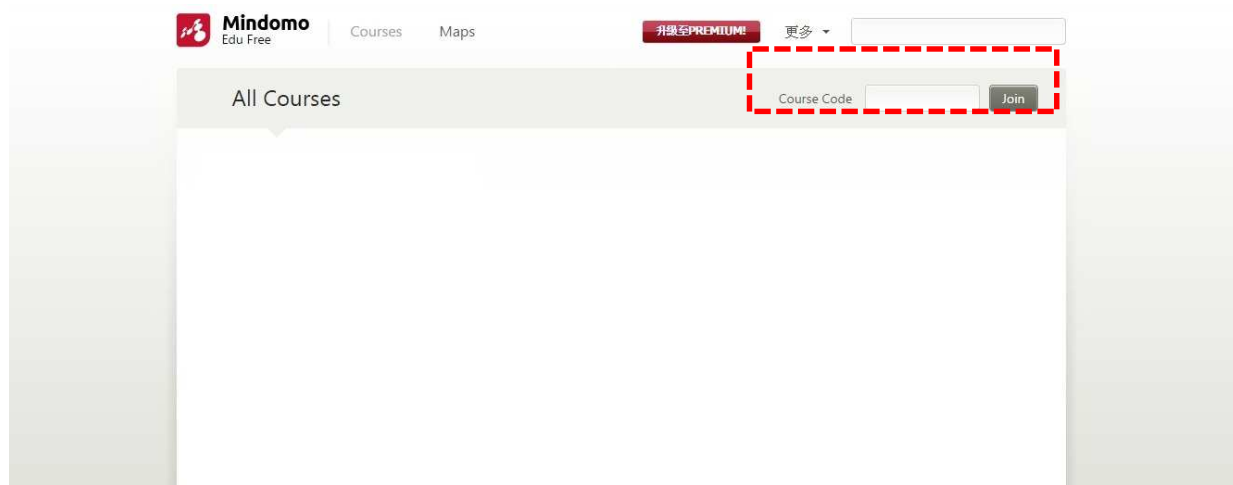 Mindomo
Edu Free
Courses
Maps
升級至PREMIUM!
更多
All Courses
Course Code
Join